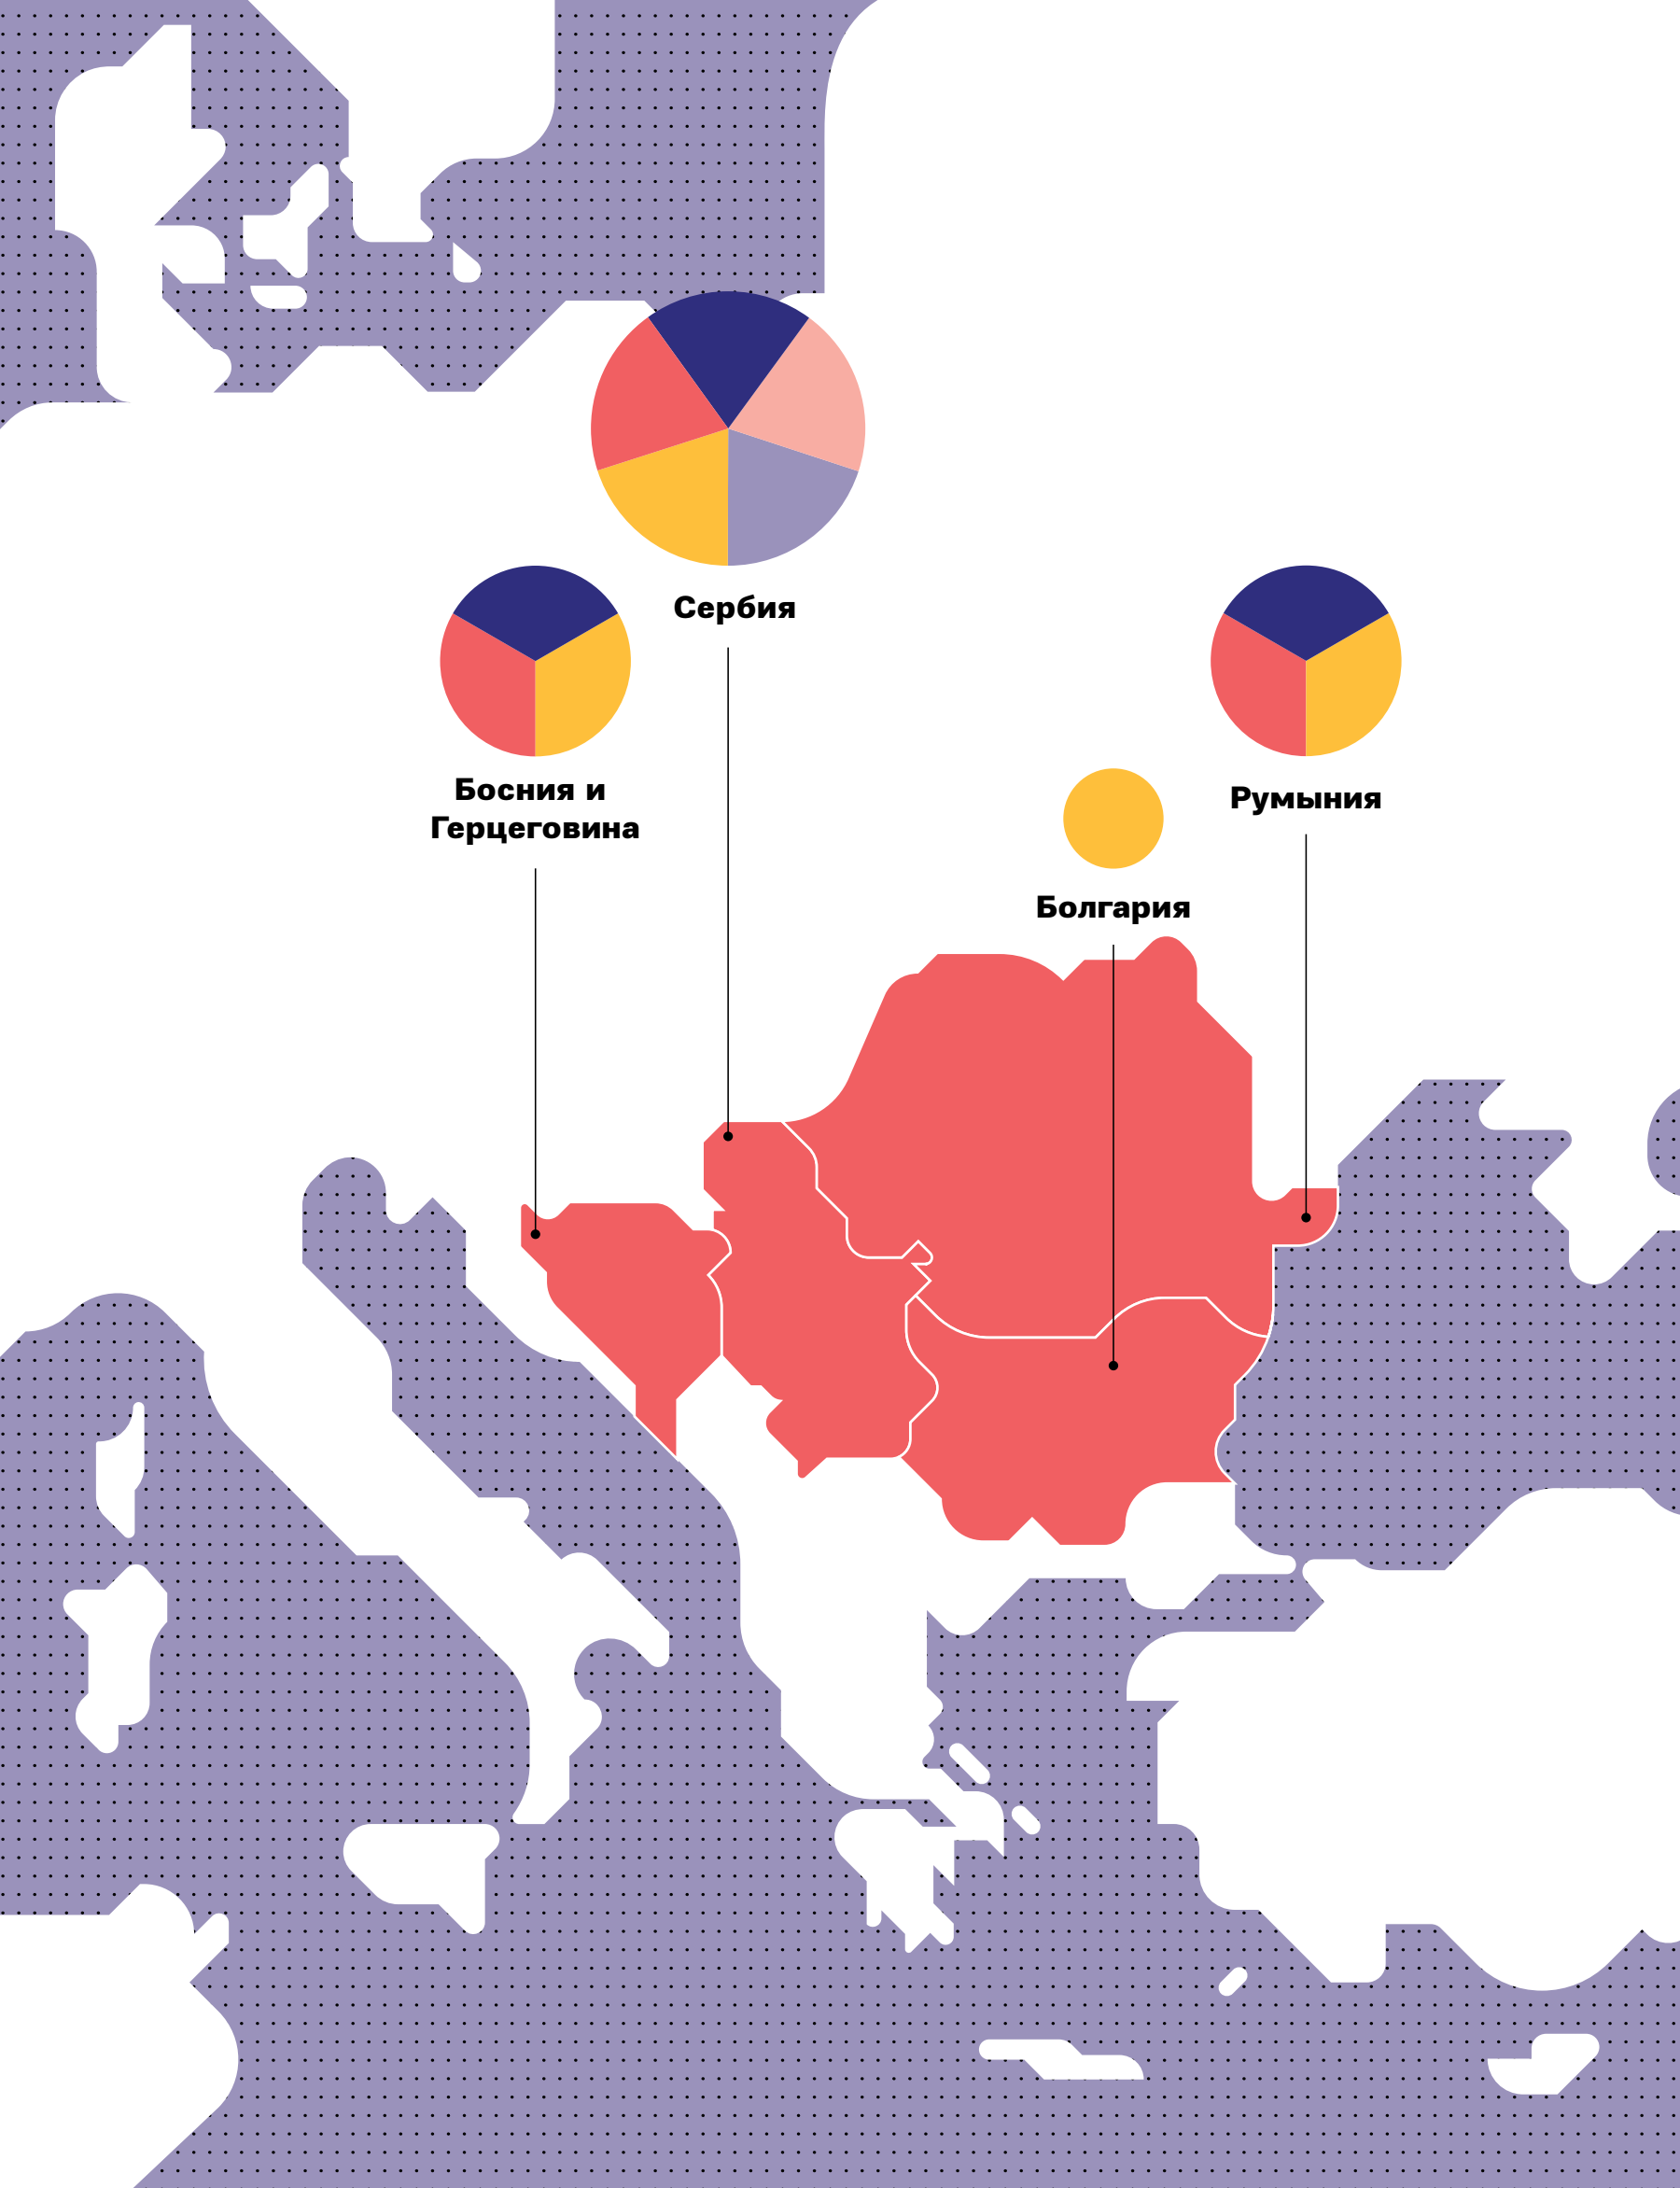 Сербия
Босния и
Герцеговина
Румыния
Болгария